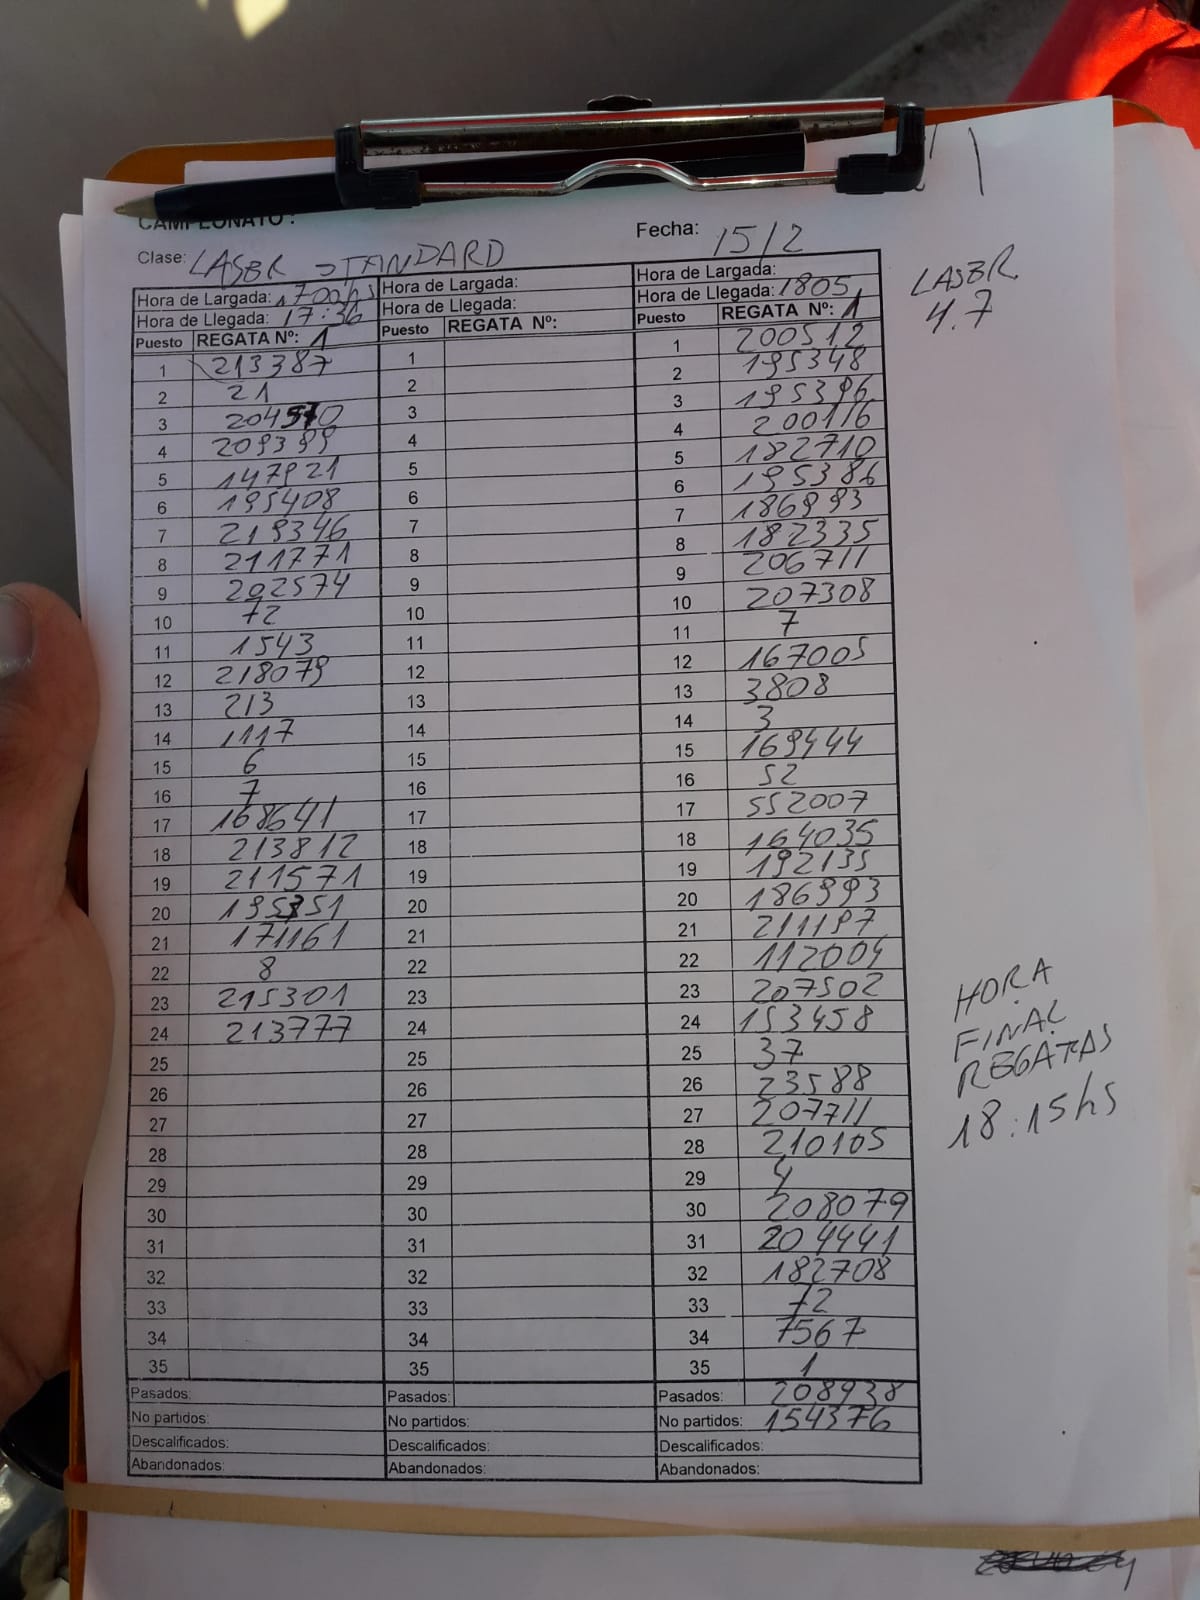 CAMPEONATO :
Clase: LASER STANDARD Fecha: 15/2
Hora de Largada: 1700hs Hora de Largada: Hora de Largada:
Hora de Llegada: 17:36 Hora de Llegada: Hora de Llegada: 1805
Puesto REGATA Nº: 1 Puesto REGATA Nº: Puesto REGATA Nº: 1
LASER
4.7
1 213387 1 1 200512
2 21 2 2 195348
3 204570 3 3 195396
4 209399 4 4 200116
5 147921 5 5 182710
6 195408 6 6 195386
7 219346 7 7 186993
8 211771 8 8 182335
9 202574 9 9 206711
10 72 10 10 207308
11 1543 11 11 7
12 218079 12 12 167005
13 213 13 13 3808
14 1117 14 14 3
15 6 15 15 169444
16 7 16 16 52
17 168641 17 17 552007
18 213812 18 18 164035
19 211571 19 19 192135
20 195351 20 20 186993
21 171161 21 21 211197
22 8 22 22 112004
23 215301 23 23 207502
24 213777 24 24 153458
25 25 25 37
26 26 26 23588
27 27 27 207711
28 28 28 210105
29 29 29 4
30 30 30 208079
31 31 31 204441
32 32 32 182708
33 33 33 72
34 34 34 7567
35 35 35 1
Pasados: Pasados: Pasados: 208938
No partidos: No partidos: No partidos: 154376
Descalificados: Descalificados: Descalificados:
Abandonados: Abandonados: Abandonados:
HORA
FINAL
REGATAS
18:15hs